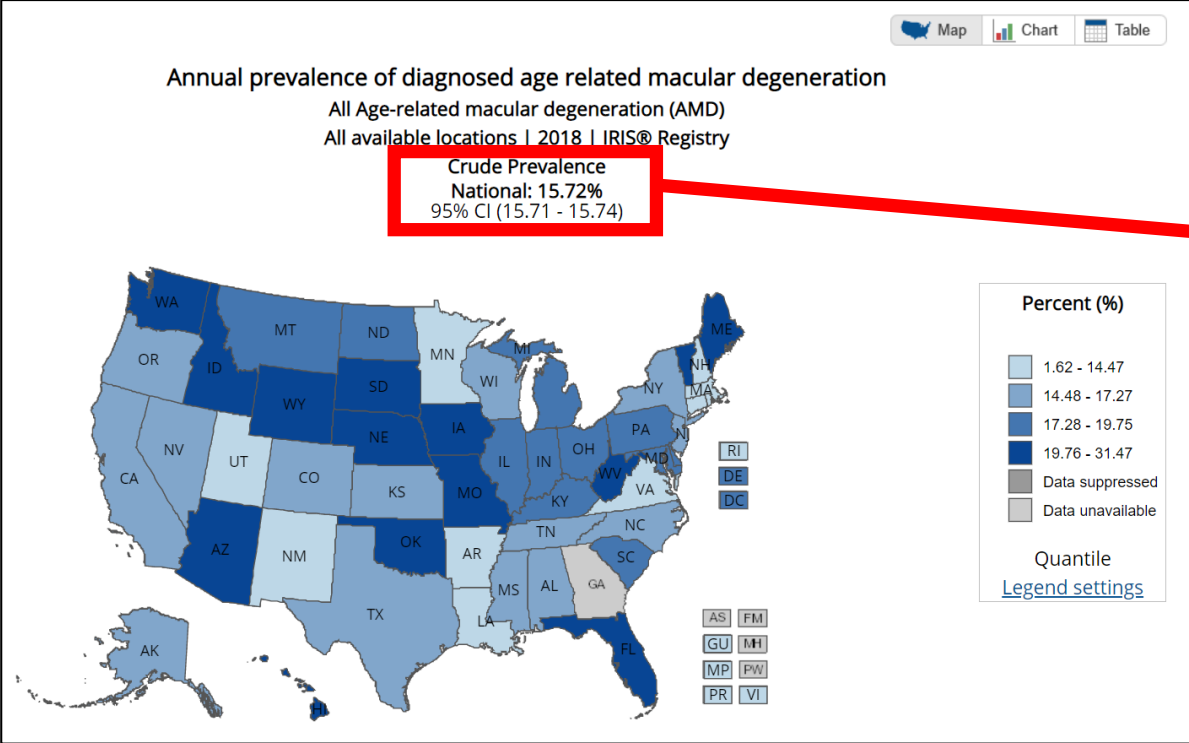 Map Chart Table
Annual prevalence of diagnosed age related macular degeneration
All Age-related macular degeneration (AMD)
All available locations | 2018 | IRIS® Registry
Crude Prevalence
National: 15.72%
95% CI (15.71 - 15.74)
Percent (%)
1.62 - 14.47
14.48 - 17.27
17.28 - 19.75
19.76 - 31.47
Data suppressed
Data unavailable
Quantile
Legend settings
WA
MT
ND
MN
ME
OR
ID
SD
WI
MI
NY
NH
MA
WY
NE
IA
IL
IN
OH
PA
NJ
NV
UT
CO
KS
MO
KY
WV
MD
VA
RI
DE
DC
CA
AZ
NM
OK
AR
TN
NC
SC
TX
LA
MS
AL
GA
FL
AK
HI
AS FM
GU MH
MP PW
PR VI